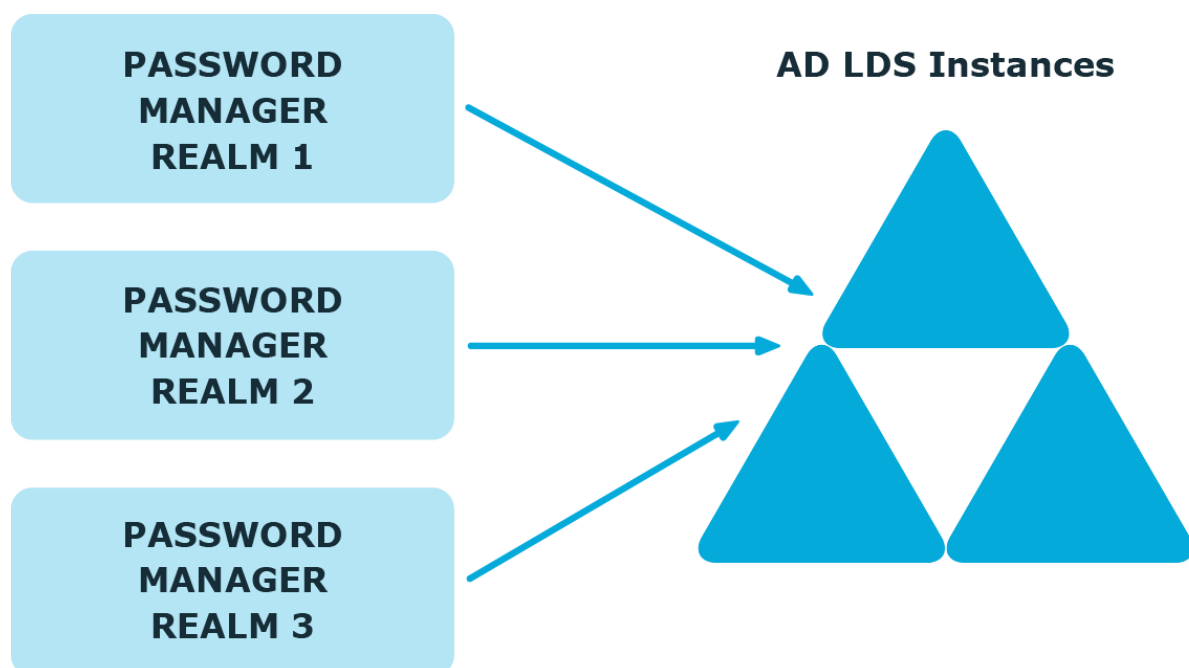 PASSWORD
MANAGER
REALM 1
AD LDS Instances
PASSWORD
MANAGER
REALM 2
PASSWORD
MANAGER
REALM 3